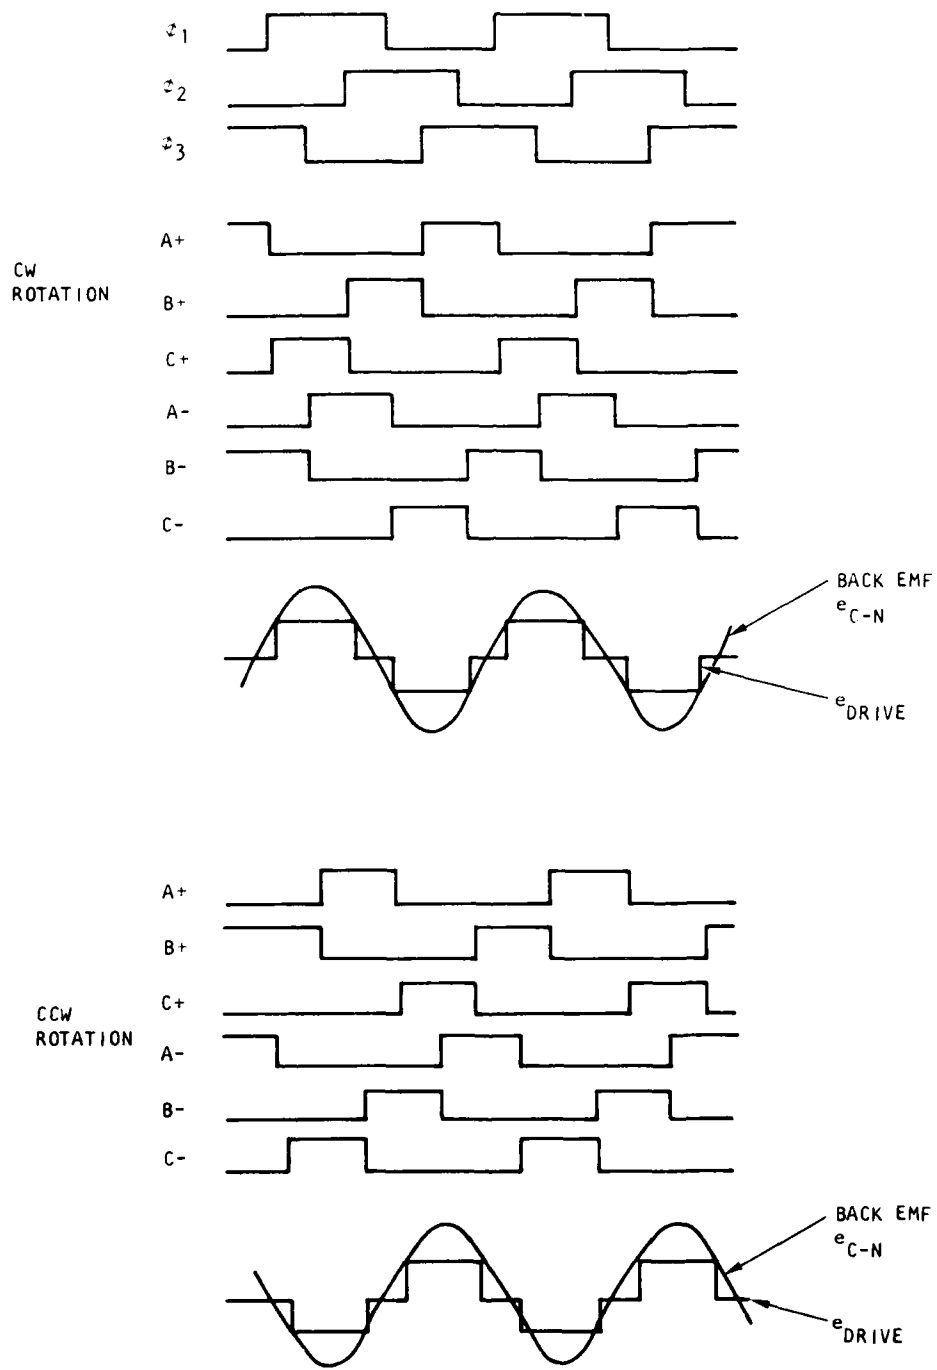 Φ1
Φ2
Φ3
CW
ROTATION
A+
B+
C+
A-
B-
C-
BACK EMF
eC-N
eDRIVE
CCW
ROTATION
A+
B+
C+
A-
B-
C-
BACK EMF
eC-N
eDRIVE